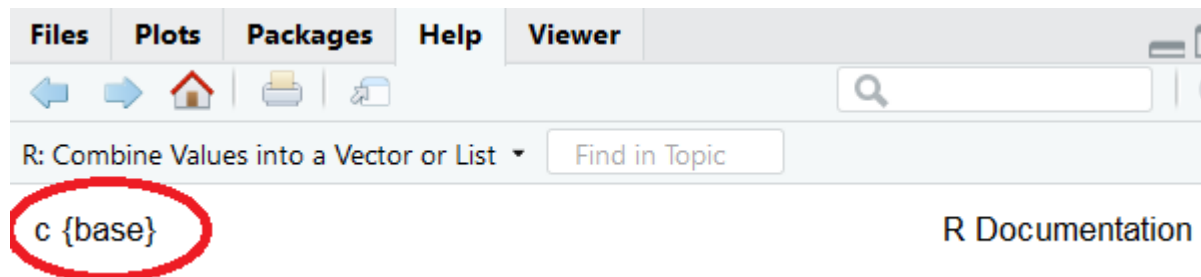 Files Plots Packages Help Viewer
R: Combine Values into a Vector or List Find in Topic
c {base} R Documentation